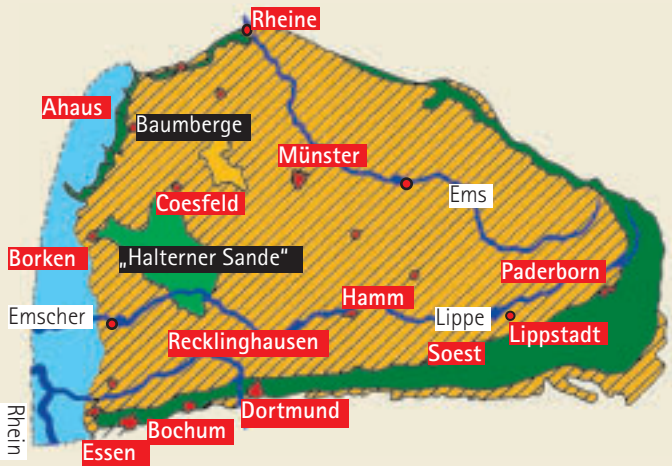 Rheine
Ahaus
Baumberge
Münster
Ems
Coesfeld
Borken
„Halterner Sande“
Paderborn
Hamm
Emscher
Lippe
Lippstadt
Recklinghausen
Soest
Dortmund
Rhein
Bochum
Essen